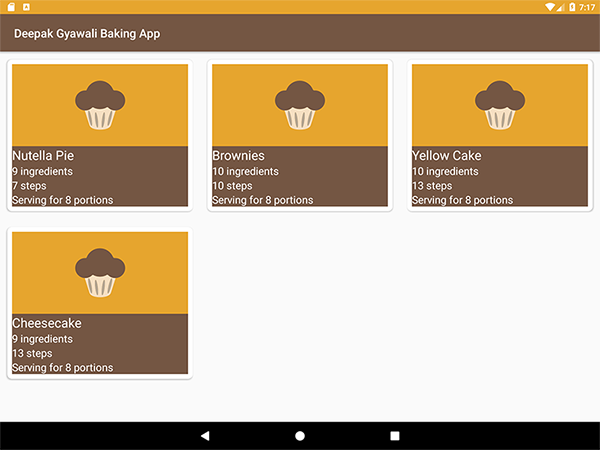 7:17
Deepak Gyawali Baking App
Nutella Pie
9 ingredients
7 steps
Serving for 8 portions
Brownies
10 ingredients
10 steps
Serving for 8 portions
Yellow Cake
10 ingredients
13 steps
Serving for 8 portions
Cheesecake
9 ingredients
13 steps
Serving for 8 portions